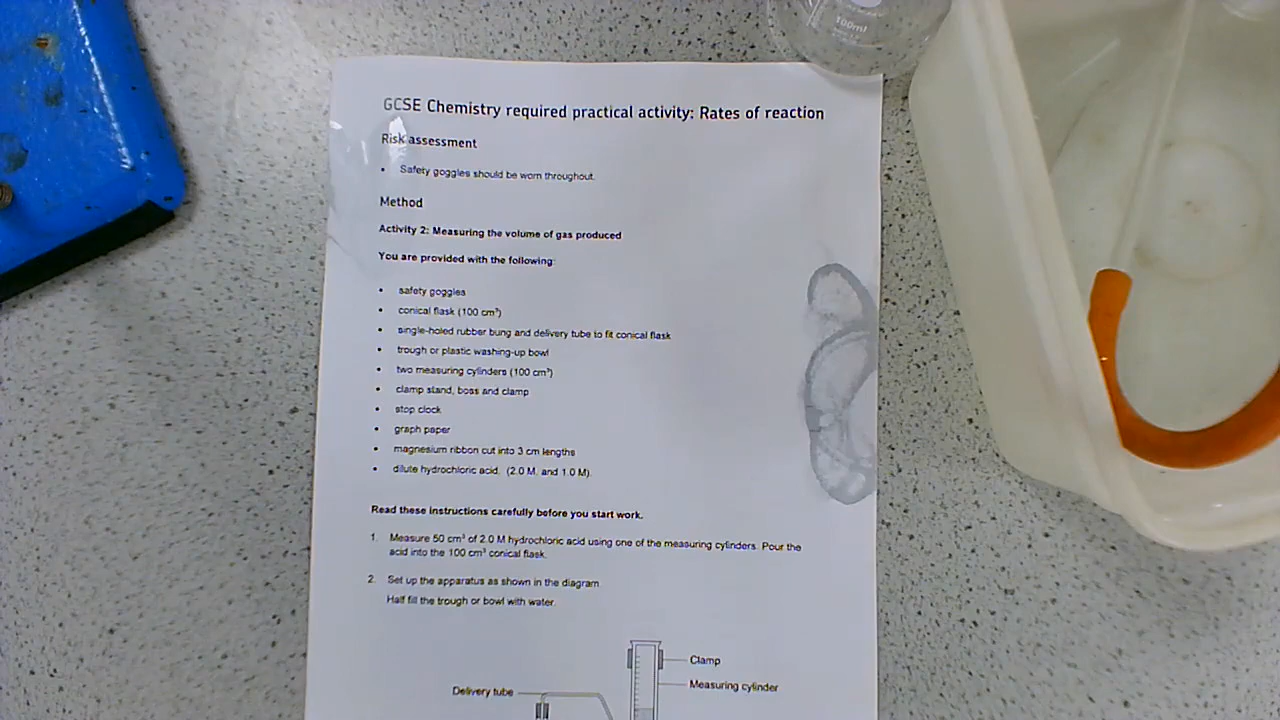 100ml
GCSE Chemistry required practical activity: Rates of reaction
Risk assessment
• Safety goggles should be worn throughout.
Method
Activity 2: Measuring the volume of gas produced
You are provided with the following:
• safety goggles
• conical flask (100 cm³)
• single-holed rubber bung and delivery tube to fit conical flask
• trough or plastic washing-up bowl
• two measuring cylinders (100 cm³)
• clamp stand, boss and clamp
• stop clock
• graph paper
• magnesium ribbon cut into 3 cm lengths
• dilute hydrochloric acid. (2.0 M. and 1.0 M).
Read these instructions carefully before you start work.
1. Measure 50 cm³ of 2.0 M hydrochloric acid using one of the measuring cylinders. Pour the
acid into the 100 cm³ conical flask.
2. Set up the apparatus as shown in the diagram.
Half fill the trough or bowl with water.
Clamp
Measuring cylinder
Delivery tube